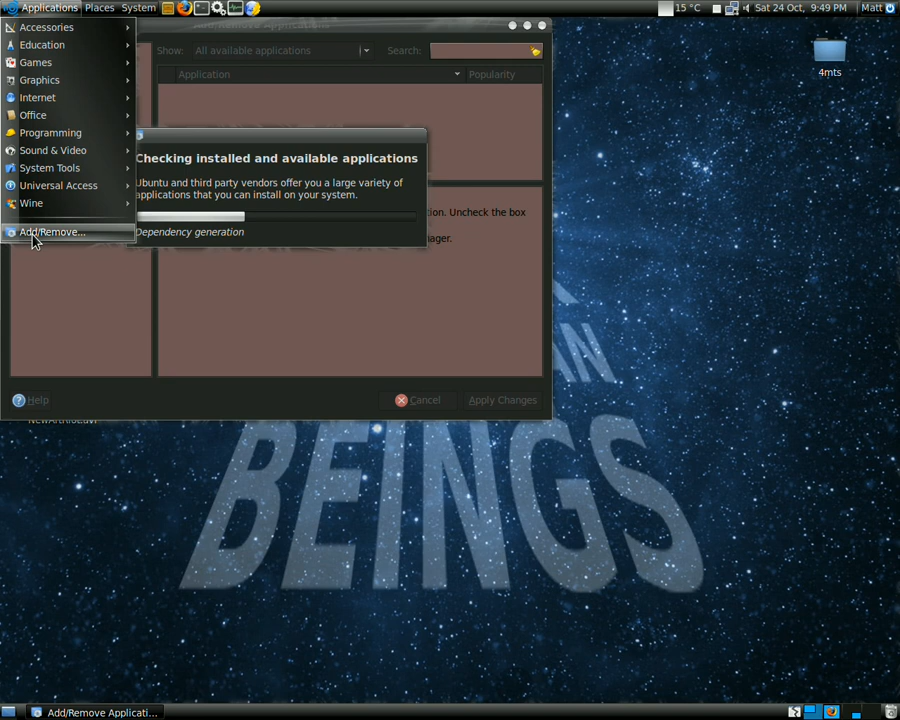 Applications Places System
15 °C
Sat 24 Oct, 9:49 PM
Matt
Accessories
Education
Games
Graphics
Internet
Office
Programming
Sound & Video
System Tools
Universal Access
Wine
Add/Remove...
Show: All available applications
Search:
Application
Popularity
Checking installed and available applications
Ubuntu and third party vendors offer you a large variety of
applications that you can install on your system.
Dependency generation
tion. Uncheck the box
ager.
Help
Cancel
Apply Changes
4mts
AN
BEINGS
Add/Remove Applicati...